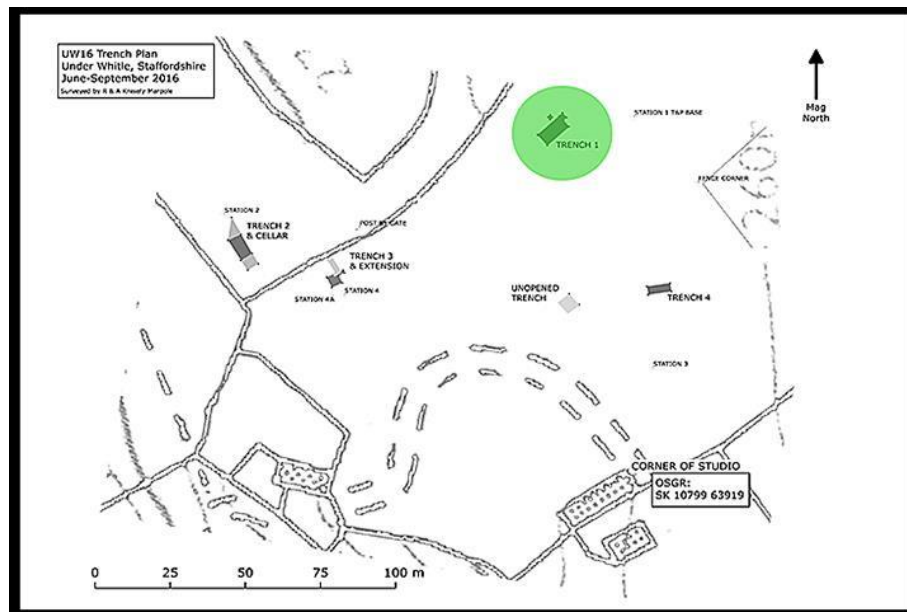 UW16 Trench Plan
Under Whitle, Staffordshire
June-September 2016
Surveyed by R & A Knisely Marpole
Mag
North
STATION 1 TAP BASE
TRENCH 1
FENCE CORNER
STATION 2
TRENCH 2
& CELLAR
POST BY GATE
TRENCH 3
& EXTENSION
STATION 4
STATION 4A
UNOPENED
TRENCH
TRENCH 4
STATION 3
CORNER OF STUDIO
OSGR:
SK 10799 63919
0 25 50 75 100 m